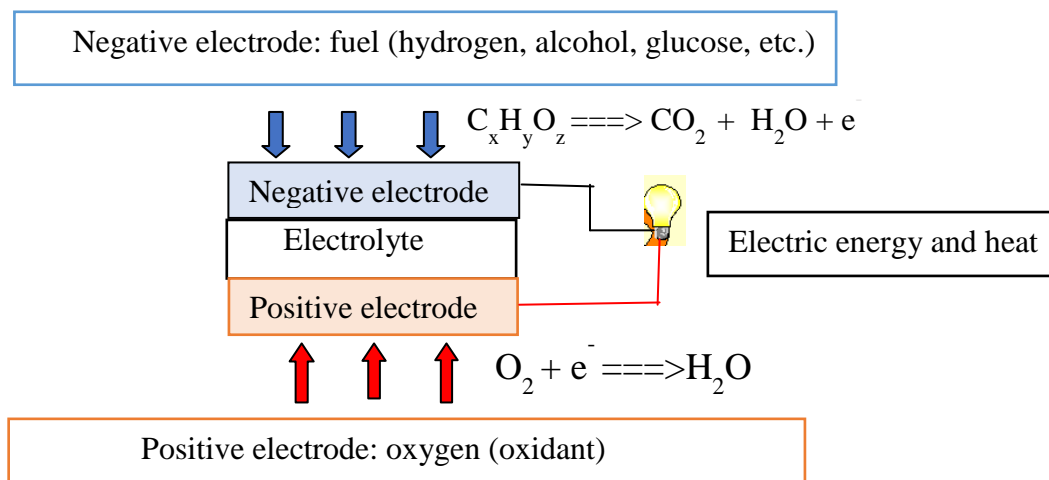 Negative electrode: fuel (hydrogen, alcohol, glucose, etc.)
CₓHᵧO_z ===> CO₂ + H₂O + e⁻
Negative electrode
Electrolyte
Electric energy and heat
Positive electrode
O₂ + e⁻ ===>H₂O
Positive electrode: oxygen (oxidant)